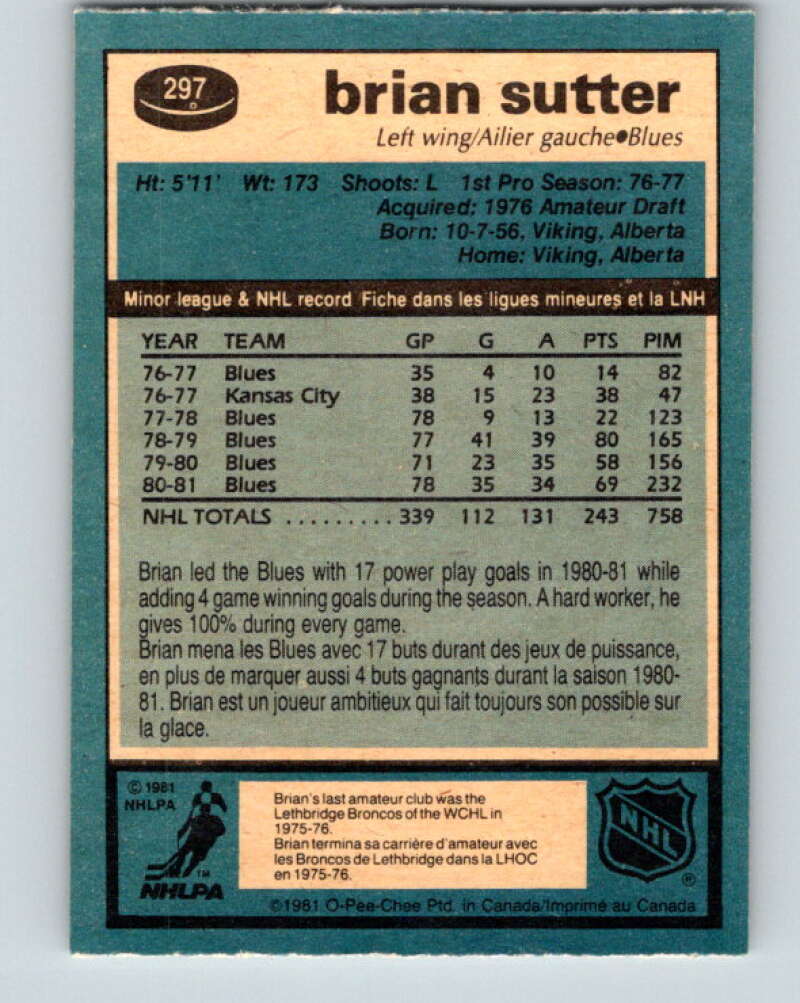 297
brian sutter
Left wing/Ailier gauche●Blues
Ht: 5'11' Wt: 173 Shoots: L 1st Pro Season: 76-77
Acquired: 1976 Amateur Draft
Born: 10-7-56, Viking, Alberta
Home: Viking, Alberta
Minor league & NHL record Fiche dans les ligues mineures et la LNH
YEAR TEAM GP G A PTS PIM
76-77 Blues 35 4 10 14 82
76-77 Kansas City 38 15 23 38 47
77-78 Blues 78 9 13 22 123
78-79 Blues 77 41 39 80 165
79-80 Blues 71 23 35 58 156
80-81 Blues 78 35 34 69 232
NHL TOTALS ......... 339 112 131 243 758
Brian led the Blues with 17 power play goals in 1980-81 while
adding 4 game winning goals during the season. A hard worker, he
gives 100% during every game.
Brian mena les Blues avec 17 buts durant des jeux de puissance,
en plus de marquer aussi 4 buts gagnants durant la saison 1980-
81. Brian est un joueur ambitieux qui fait toujours son possible sur
la glace.
© 1981
NHLPA
TM
NHLPA
Brian's last amateur club was the
Lethbridge Broncos of the WCHL in
1975-76.
Brian termina sa carrière d'amateur avec
les Broncos de Lethbridge dans la LHOC
en 1975-76.
NHL
®
©1981 O-Pee-Chee Ptd. in Canada/Imprimé au Canada